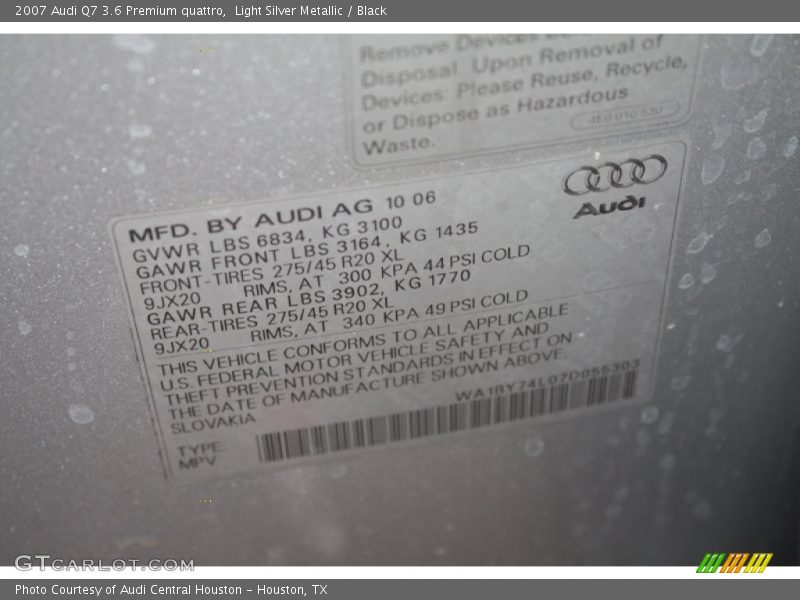 2007 Audi Q7 3.6 Premium quattro,  Light Silver Metallic / Black
Remove Devices
Disposal. Upon Removal of
Devices. Please Reuse, Recycle,
or Dispose as Hazardous
Waste.
4E0 010 530
Audi
MFD. BY AUDI AG 10 06
GVWR LBS 6834, KG 3100
GAWR FRONT LBS 3164, KG 1435
FRONT-TIRES 275/45 R20 XL
9JX20 RIMS, AT 300 KPA 44 PSI COLD
GAWR REAR LBS 3902, KG 1770
REAR-TIRES 275/45 R20 XL
9JX20 RIMS, AT 340 KPA 49 PSI COLD
THIS VEHICLE CONFORMS TO ALL APPLICABLE
U.S. FEDERAL MOTOR VEHICLE SAFETY AND
THEFT PREVENTION STANDARDS IN EFFECT ON
THE DATE OF MANUFACTURE SHOWN ABOVE.
SLOVAKIA
WA1BY74L07D055303
TYPE:
MPV
GTcarlot.com
Photo Courtesy of Audi Central Houston - Houston, TX